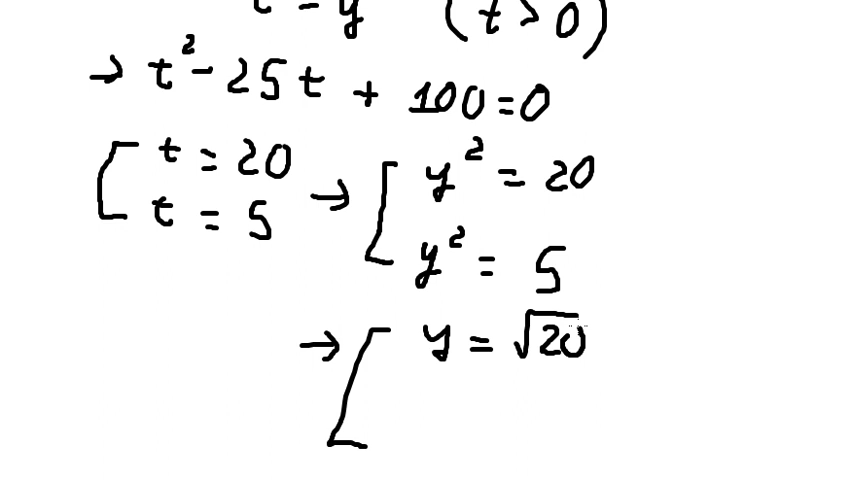 t = y (t > 0)
→ t² - 25t + 100 = 0
[ t = 20 → [ y² = 20
t = 5 y² = 5
→ [ y = √20